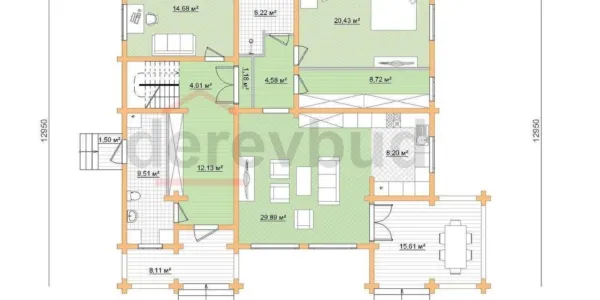 14.68 м²
6.22 м²
20.43 м²
1.18 м²
4.01 м²
4.58 м²
8.72 м²
12950
12950
derevbud
1,50 м²
9.51 м²
12.13 м²
8.20 м²
29.89 м²
15.61 м²
8.11 м²